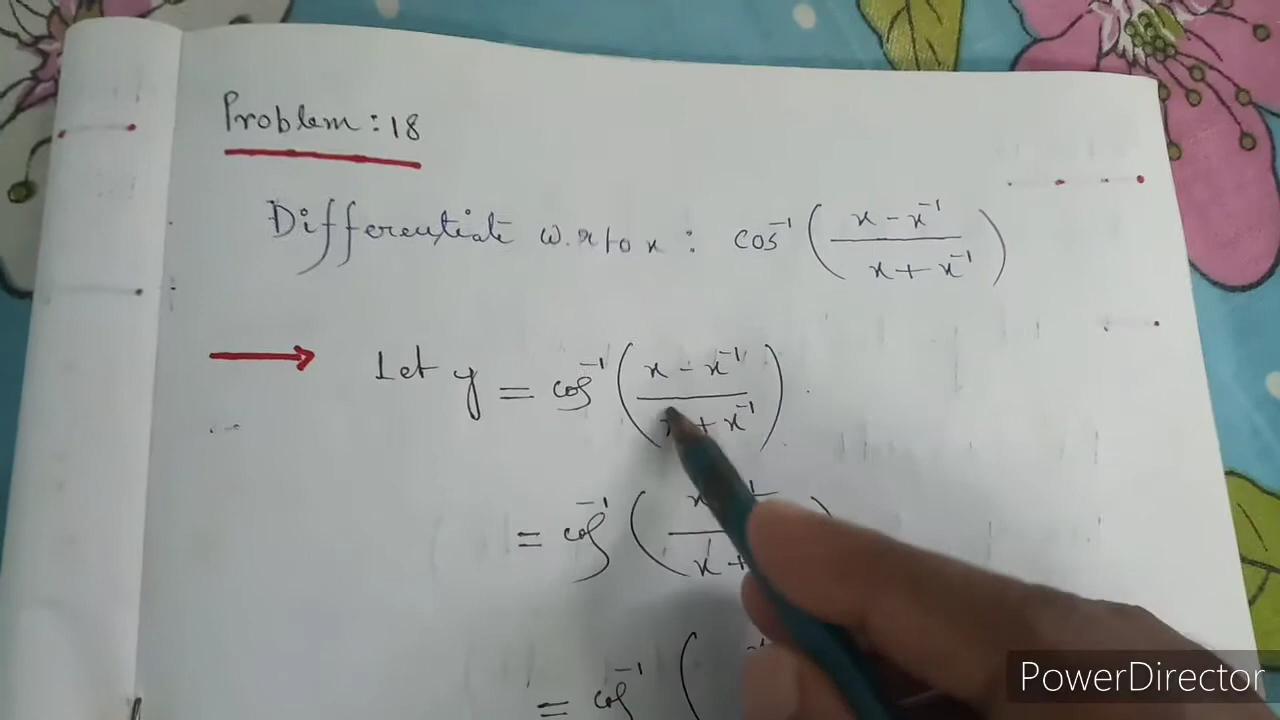 Problem : 18
Differentiate w.r to x : cos⁻¹ ( x - x⁻¹ / x + x⁻¹ )
Let y = cos⁻¹ ( x - x⁻¹ / x + x⁻¹ )
= cos⁻¹ ( x / x +
= cos⁻¹ (
PowerDirector